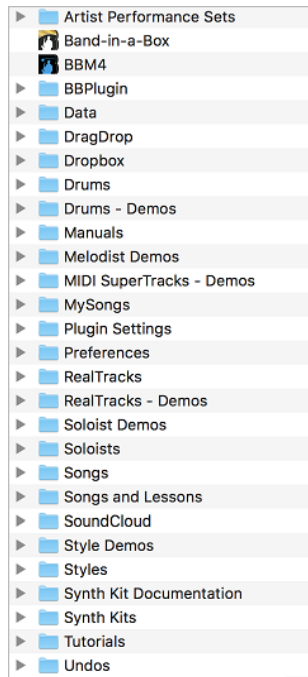 Artist Performance Sets
Band-in-a-Box
BBM4
BBPlugin
Data
DragDrop
Dropbox
Drums
Drums - Demos
Manuals
Melodist Demos
MIDI SuperTracks - Demos
MySongs
Plugin Settings
Preferences
RealTracks
RealTracks - Demos
Soloist Demos
Soloists
Songs
Songs and Lessons
SoundCloud
Style Demos
Styles
Synth Kit Documentation
Synth Kits
Tutorials
Undos